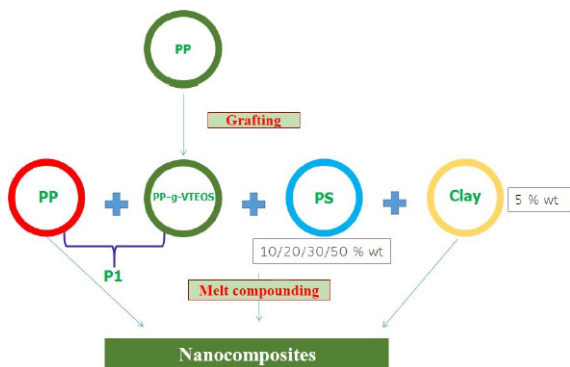 PP
Grafting
PP
PP-g-VTEOS
PS
Clay
5 % wt
10/20/30/50 % wt
P1
Melt compounding
Nanocomposites